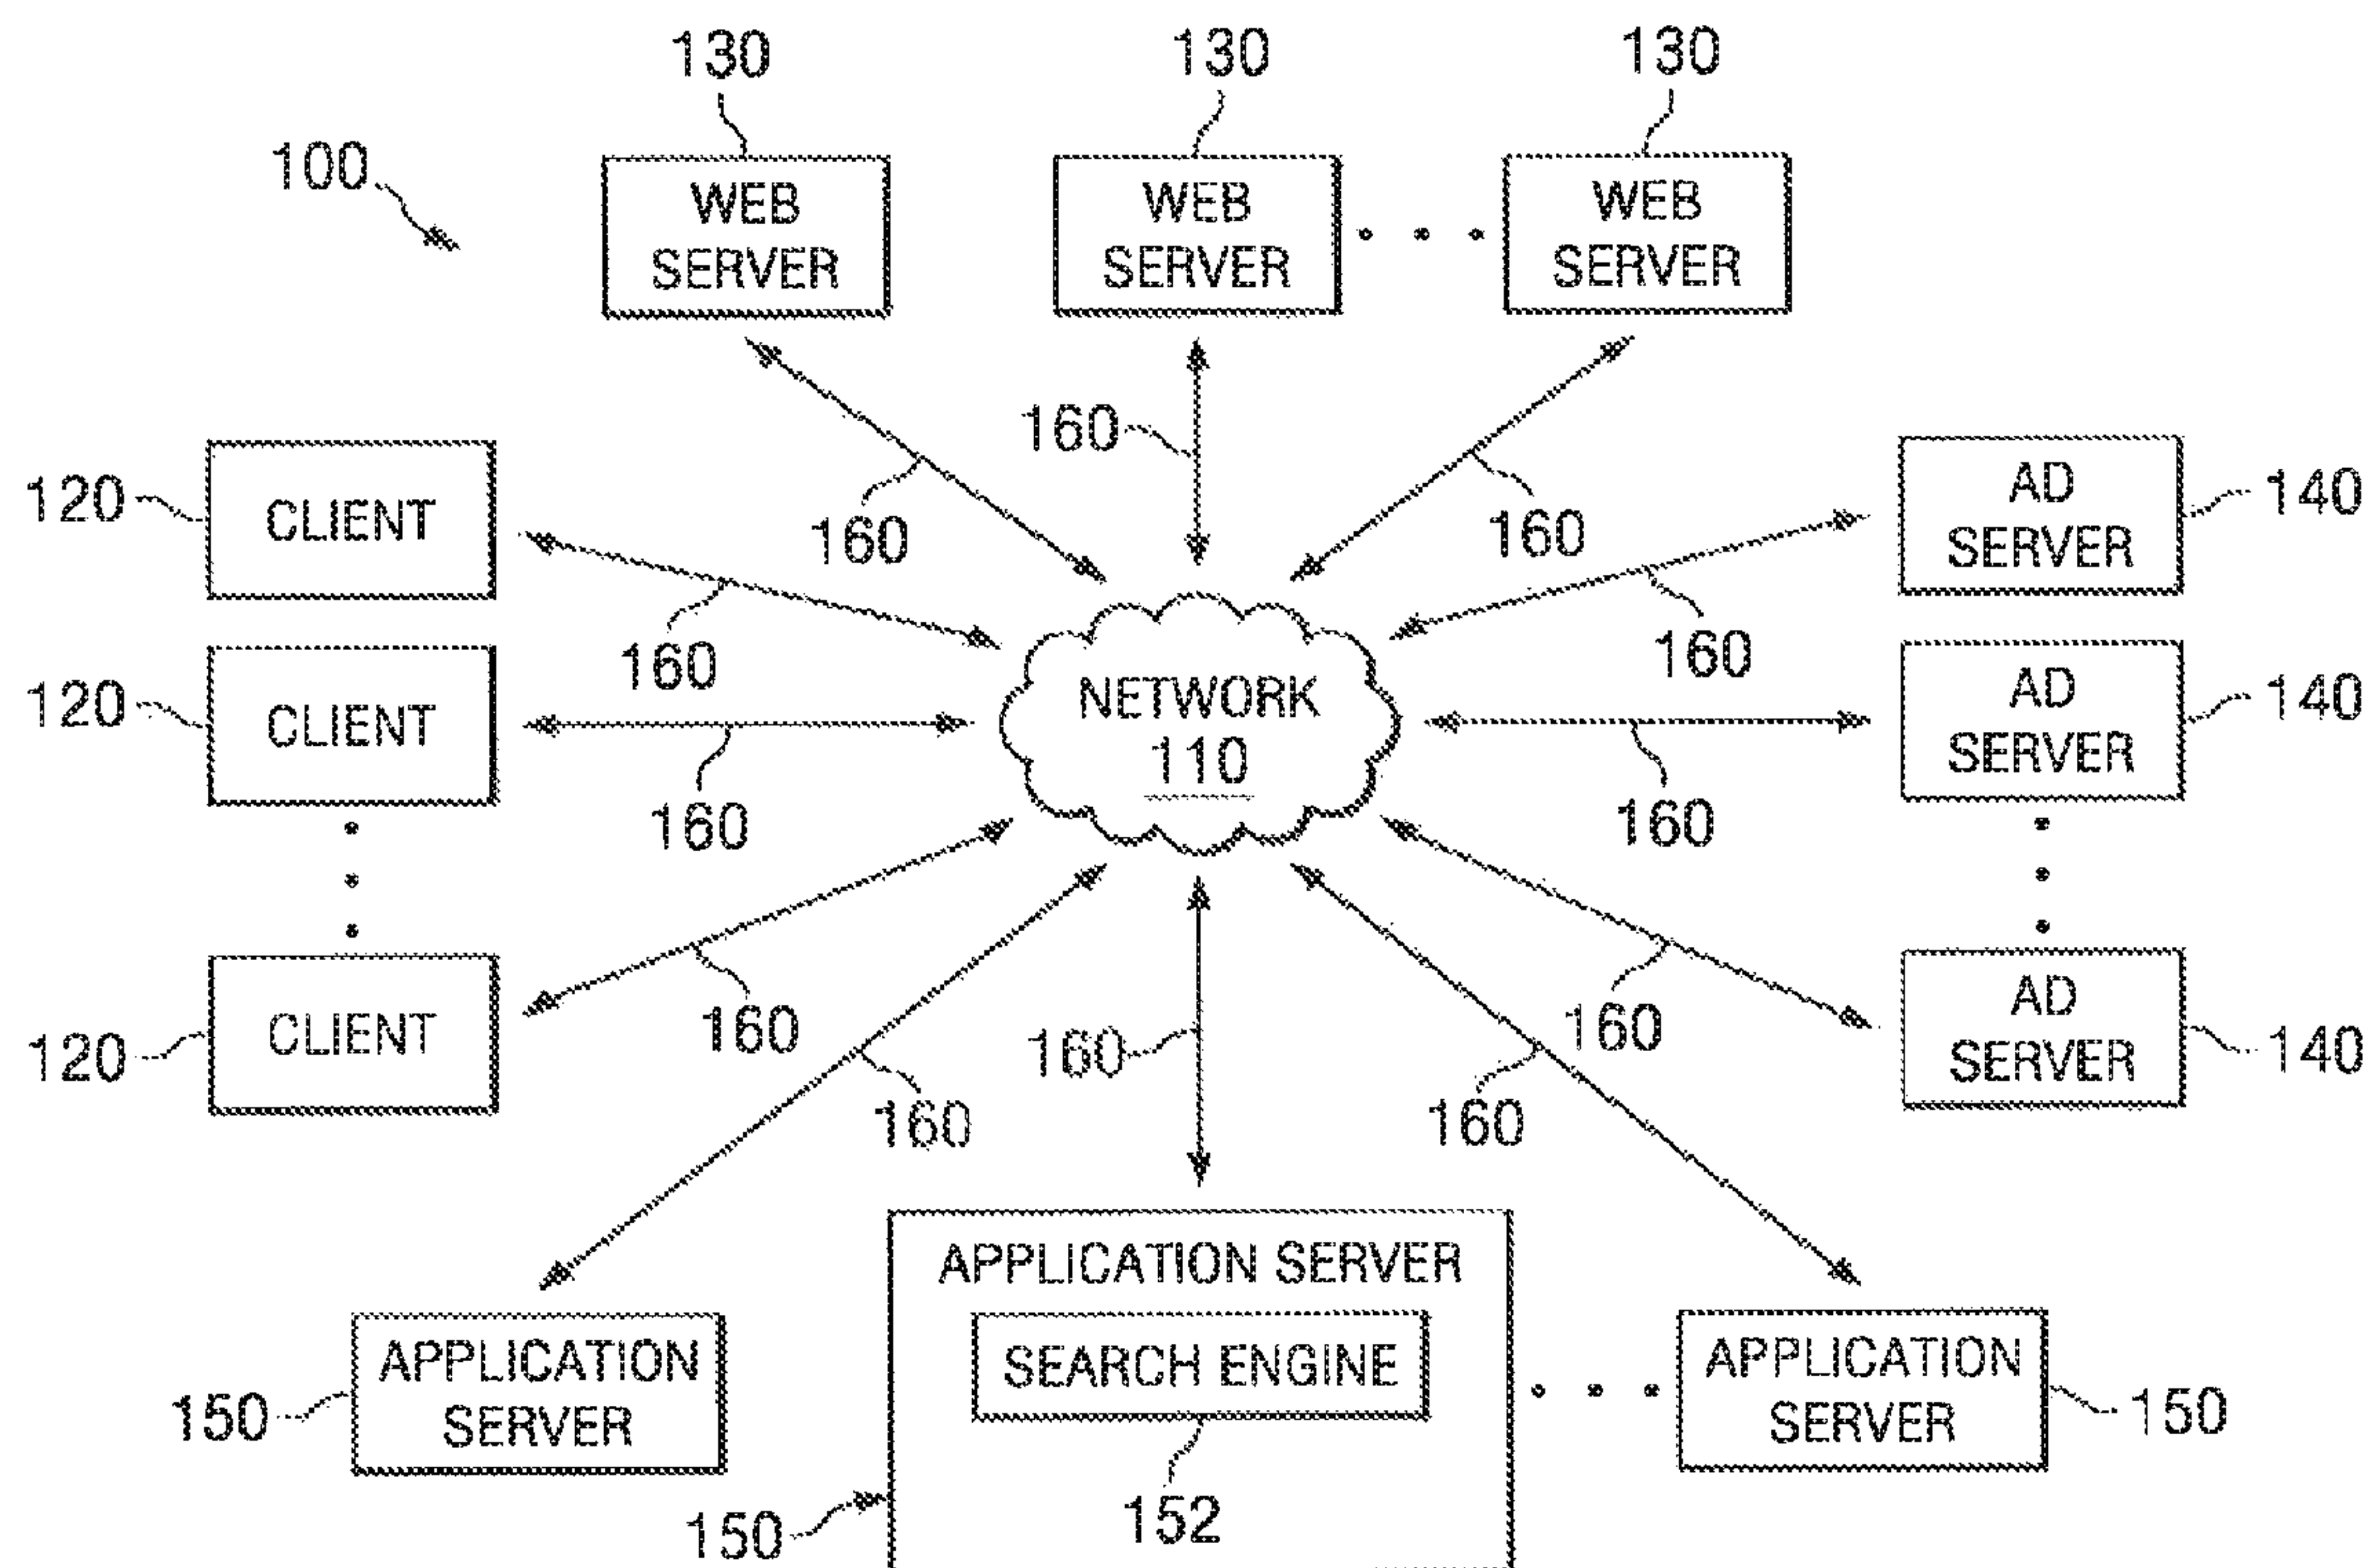 130 130 130
100
WEB
SERVER
WEB
SERVER
WEB
SERVER
160
160
160
120
CLIENT
AD
SERVER
140
160
160
120
CLIENT
NETWORK
110
AD
SERVER
140
160
160
120
CLIENT
AD
SERVER
140
160
160
160
160
160
APPLICATION SERVER
SEARCH ENGINE
152
150
150
APPLICATION
SERVER
APPLICATION
SERVER
150